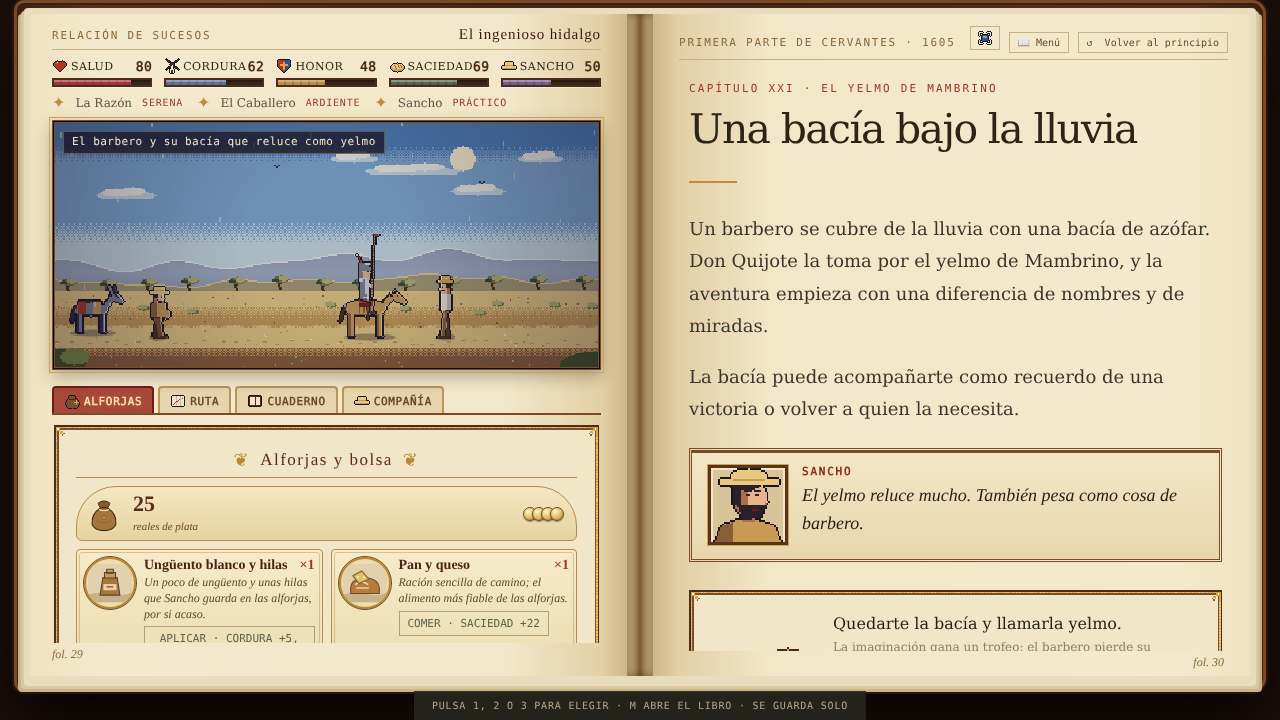 RELACIÓN DE SUCESOS
El ingenioso hidalgo
SALUD 80
CORDURA 62
HONOR 48
SACIEDAD 69
SANCHO 50
La Razón SERENA
El Caballero ARDIENTE
Sancho PRÁCTICO
El barbero y su bacía que reluce como yelmo
ALFORJAS
RUTA
CUADERNO
COMPAÑÍA
Alforjas y bolsa
25
reales de plata
Ungüento blanco y hilas ×1
Un poco de ungüento y unas hilas
que Sancho guarda en las alforjas,
por si acaso.
APLICAR · CORDURA +5,
Pan y queso ×1
Ración sencilla de camino; el
alimento más fiable de las alforjas.
COMER · SACIEDAD +22
fol. 29
PRIMERA PARTE DE CERVANTES · 1605
Menú
↺ Volver al principio
CAPÍTULO XXI · EL YELMO DE MAMBRINO
Una bacía bajo la lluvia
Un barbero se cubre de la lluvia con una bacía de azófar.
Don Quijote la toma por el yelmo de Mambrino, y la
aventura empieza con una diferencia de nombres y de
miradas.
La bacía puede acompañarte como recuerdo de una
victoria o volver a quien la necesita.
SANCHO
El yelmo reluce mucho. También pesa como cosa de
barbero.
Quedarte la bacía y llamarla yelmo.
La imaginación gana un trofeo; el barbero pierde su
fol. 30
PULSA 1, 2 O 3 PARA ELEGIR · M ABRE EL LIBRO · SE GUARDA SOLO